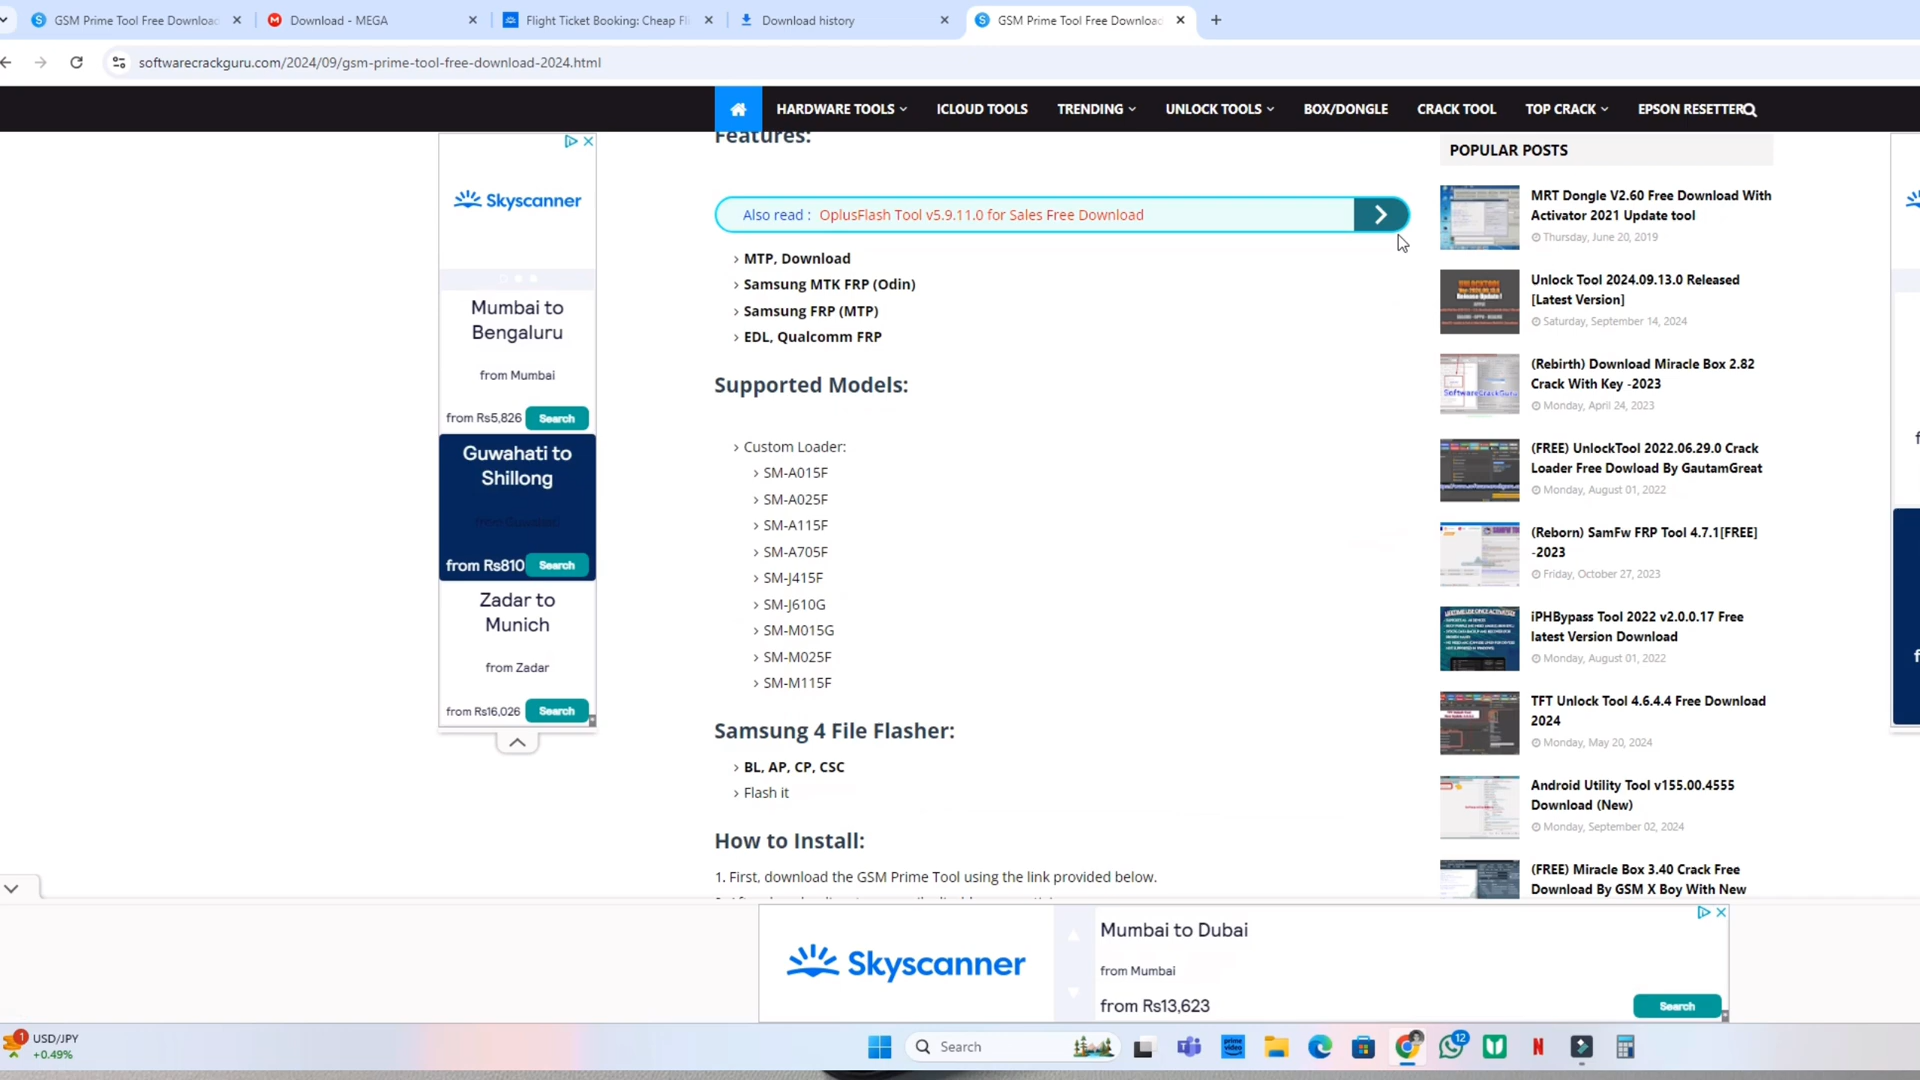 GSM Prime Tool Free Download
Download - MEGA
Flight Ticket Booking: Cheap Fl
Download history
GSM Prime Tool Free Download
softwarecrackguru.com/2024/09/gsm-prime-tool-free-download-2024.html
HARDWARE TOOLS
ICLOUD TOOLS
TRENDING
UNLOCK TOOLS
BOX/DONGLE
CRACK TOOL
TOP CRACK
EPSON RESETTER
Features:
Also read : OplusFlash Tool v5.9.11.0 for Sales Free Download
MTP, Download
Samsung MTK FRP (Odin)
Samsung FRP (MTP)
EDL, Qualcomm FRP
Supported Models:
Custom Loader:
SM-A015F
SM-A025F
SM-A115F
SM-A705F
SM-J415F
SM-J610G
SM-M015G
SM-M025F
SM-M115F
Samsung 4 File Flasher:
BL, AP, CP, CSC
Flash it
How to Install:
1. First, download the GSM Prime Tool using the link provided below.
Skyscanner
Mumbai to
Bengaluru
from Mumbai
from Rs5,826
Search
Guwahati to
Shillong
from Guwahati
from Rs810
Search
Zadar to
Munich
from Zadar
from Rs16,026
Search
POPULAR POSTS
MRT Dongle V2.60 Free Download With
Activator 2021 Update tool
Thursday, June 20, 2019
Unlock Tool 2024.09.13.0 Released
[Latest Version]
Saturday, September 14, 2024
(Rebirth) Download Miracle Box 2.82
Crack With Key -2023
Monday, April 24, 2023
(FREE) UnlockTool 2022.06.29.0 Crack
Loader Free Dowload By GautamGreat
Monday, August 01, 2022
(Reborn) SamFw FRP Tool 4.7.1[FREE]
-2023
Friday, October 27, 2023
iPHBypass Tool 2022 v2.0.0.17 Free
latest Version Download
Monday, August 01, 2022
TFT Unlock Tool 4.6.4.4 Free Download
2024
Monday, May 20, 2024
Android Utility Tool v155.00.4555
Download (New)
Monday, September 02, 2024
(FREE) Miracle Box 3.40 Crack Free
Download By GSM X Boy With New
Skyscanner
Mumbai to Dubai
from Mumbai
from Rs13,623
Search
1
USD/JPY
+0.49%
Search
prime video
12
N